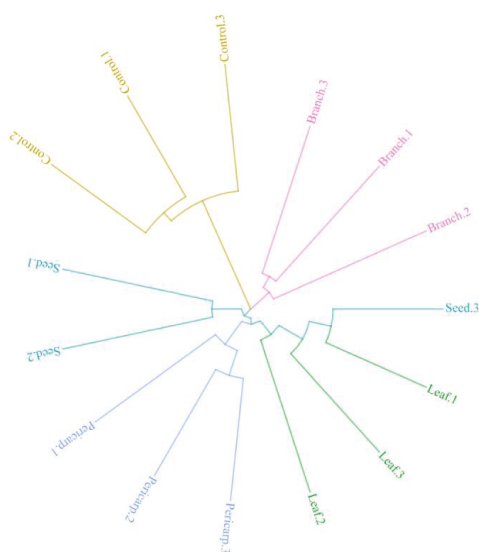 Control.3
Control.1
Control.2
Branch.3
Branch.1
Branch.2
Seed.1
Seed.2
Seed.3
Leaf.1
Leaf.3
Leaf.2
Pericarp.1
Pericarp.2
Pericarp.3